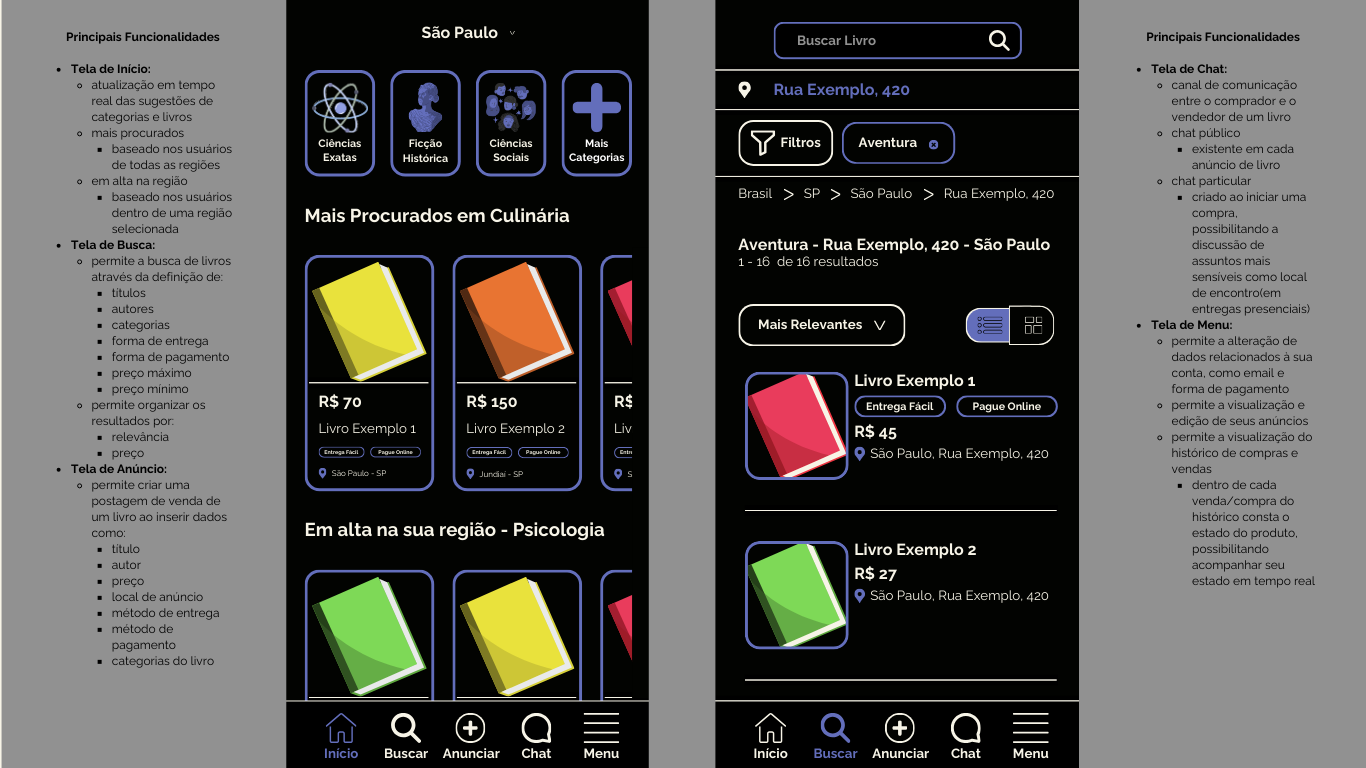 Principais Funcionalidades
Tela de Início:
atualização em tempo
real das sugestões de
categorias e livros
mais procurados
baseado nos usuários
de todas as regiões
em alta na região
baseado nos usuários
dentro de uma região
selecionada
Tela de Busca:
permite a busca de livros
através da definição de:
títulos
autores
categorias
forma de entrega
forma de pagamento
preço máximo
preço mínimo
permite organizar os
resultados por:
relevância
preço
Tela de Anúncio:
permite criar uma
postagem de venda de
um livro ao inserir dados
como:
título
autor
preço
local de anúncio
método de entrega
método de
pagamento
categorias do livro
São Paulo
Ciências
Exatas
Ficção
Histórica
Ciências
Sociais
Mais
Categorias
Mais Procurados em Culinária
R$ 70
Livro Exemplo 1
Entrega Fácil
Pague Online
São Paulo - SP
R$ 150
Livro Exemplo 2
Entrega Fácil
Pague Online
Jundiaí - SP
R$
Liv
S
Em alta na sua região - Psicologia
Início
Buscar
Anunciar
Chat
Menu
Buscar Livro
Rua Exemplo, 420
Filtros
Aventura
Brasil > SP > São Paulo > Rua Exemplo, 420
Aventura - Rua Exemplo, 420 - São Paulo
1 - 16 de 16 resultados
Mais Relevantes
Livro Exemplo 1
Entrega Fácil
Pague Online
R$ 45
São Paulo, Rua Exemplo, 420
Livro Exemplo 2
R$ 27
São Paulo, Rua Exemplo, 420
Início
Buscar
Anunciar
Chat
Menu
Principais Funcionalidades
Tela de Chat:
canal de comunicação
entre o comprador e o
vendedor de um livro
chat público
existente em cada
anúncio de livro
chat particular
criado ao iniciar uma
compra,
possibilitando a
discussão de
assuntos mais
sensíveis como local
de encontro(em
entregas presenciais)
Tela de Menu:
permite a alteração de
dados relacionados à sua
conta, como email e
forma de pagamento
permite a visualização e
edição de seus anúncios
permite a visualização do
histórico de compras e
vendas
dentro de cada
venda/compra do
histórico consta o
estado do produto,
possibilitando
acompanhar seu
estado em tempo real